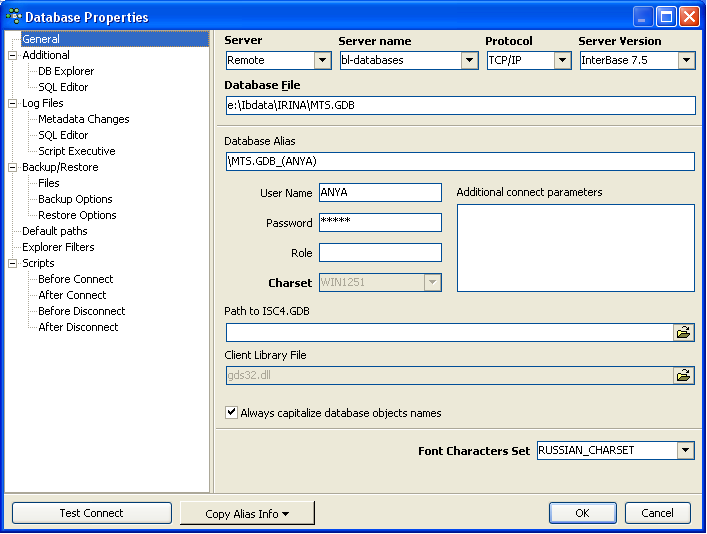 Database Properties
General
Additional
DB Explorer
SQL Editor
Log Files
Metadata Changes
SQL Editor
Script Executive
Backup/Restore
Files
Backup Options
Restore Options
Default paths
Explorer Filters
Scripts
Before Connect
After Connect
Before Disconnect
After Disconnect
Server Server name Protocol Server Version
Remote bl-databases TCP/IP InterBase 7.5
Database File
e:\Ibdata\IRINA\MTS.GDB
Database Alias
\MTS.GDB_(ANYA)
User Name ANYA Additional connect parameters
Password *****
Role
Charset WIN1251
Path to ISC4.GDB
Client Library File
gds32.dll
Always capitalize database objects names
Font Characters Set RUSSIAN_CHARSET
Test Connect Copy Alias Info OK Cancel